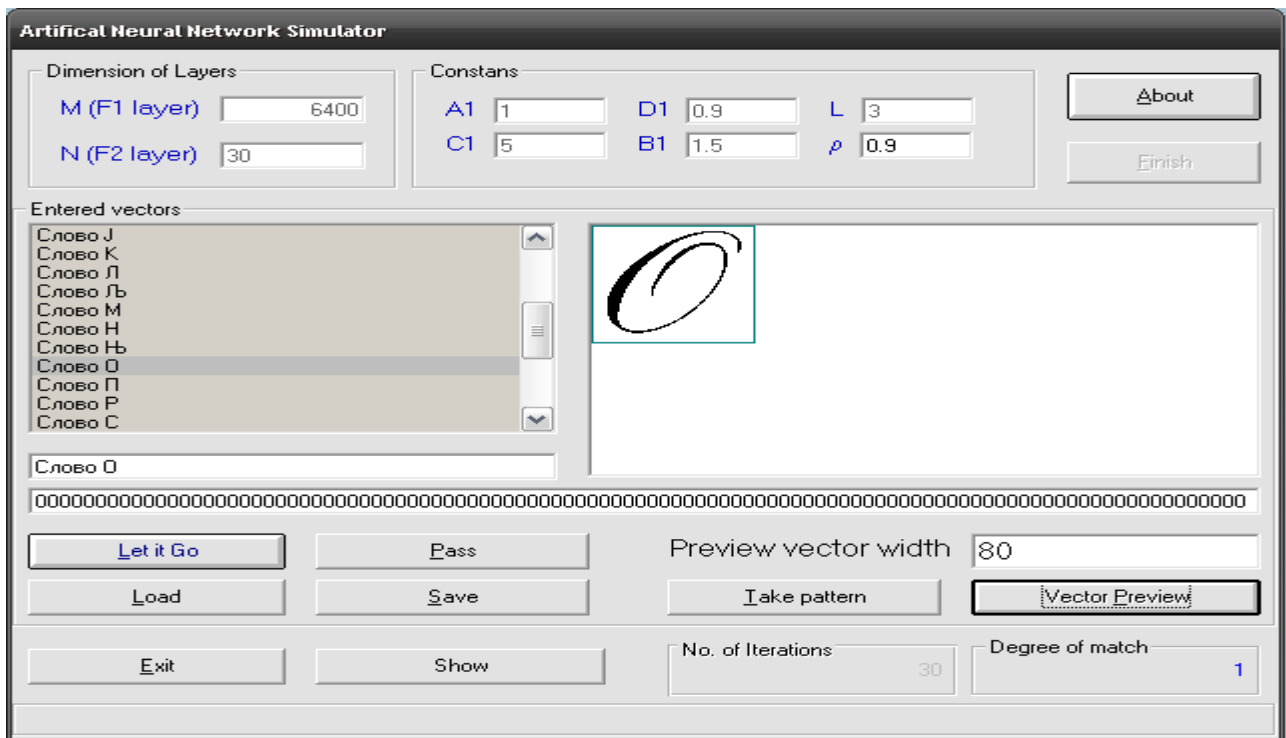 Artifical Neural Network Simulator
Dimension of Layers
M (F1 layer) 6400
N (F2 layer) 30
Constans
A1 1 D1 0.9 L 3
C1 5 B1 1.5 ρ 0.9
About
Finish
Entered vectors
Слово Ј
Слово К
Слово Л
Слово Љ
Слово М
Слово Н
Слово Њ
Слово О
Слово П
Слово Р
Слово С
O
Слово О
Let it Go
Pass
Preview vector width 80
Load
Save
Take pattern
Vector Preview
Exit
Show
No. of Iterations
30
Degree of match
1